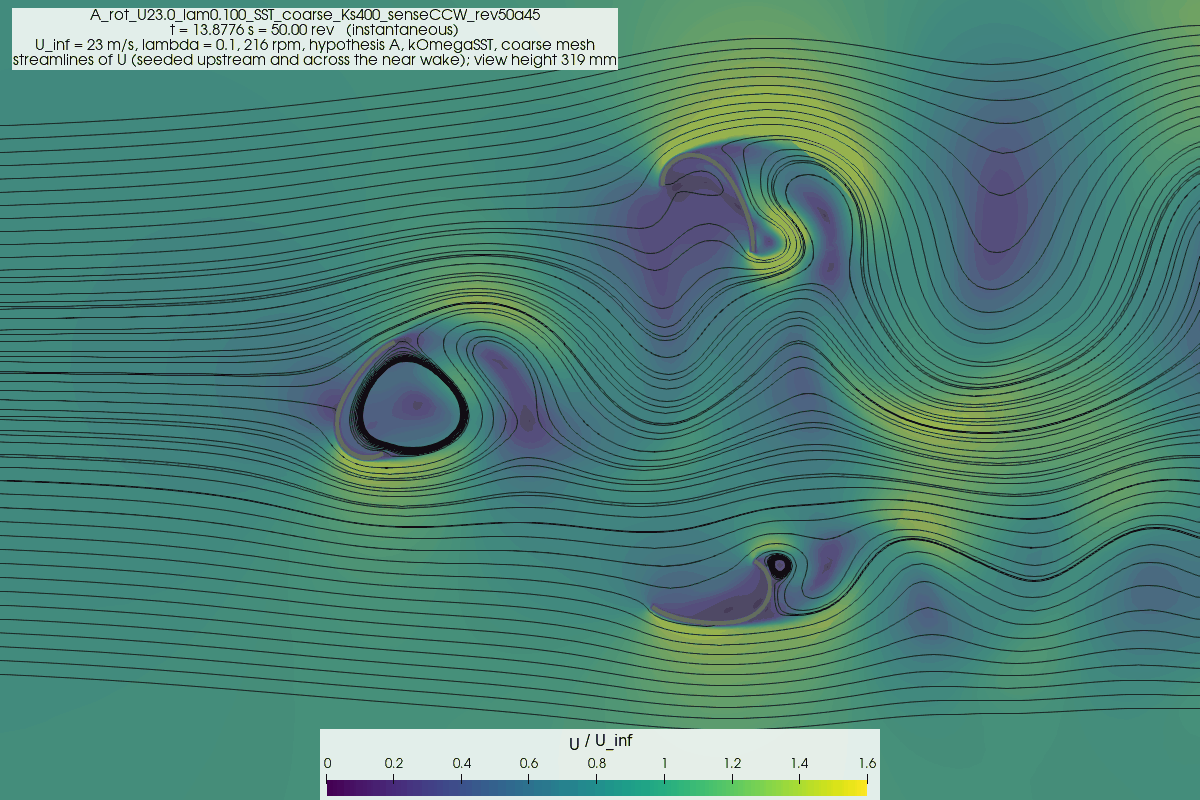 A_rot_U23.0_lam0.100_SST_coarse_Ks400_senseCCW_rev50a45
t = 13.8776 s = 50.00 rev (instantaneous)
U_inf = 23 m/s, lambda = 0.1, 216 rpm, hypothesis A, kOmegaSST, coarse mesh
streamlines of U (seeded upstream and across the near wake); view height 319 mm
U / U_inf
0 0.2 0.4 0.6 0.8 1 1.2 1.4 1.6